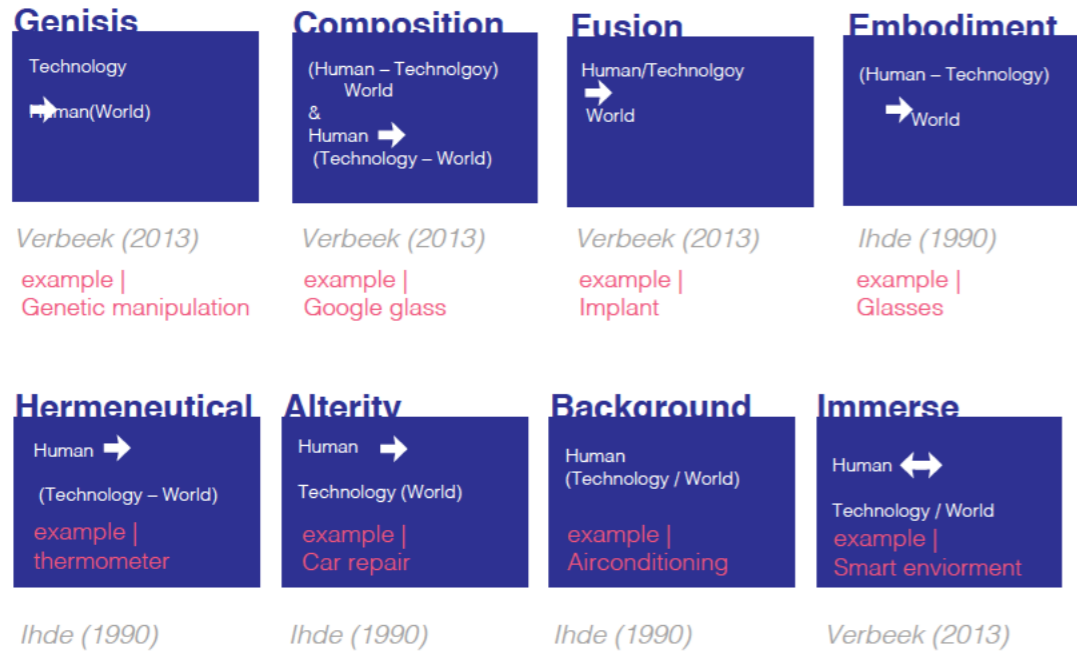 Genisis
Technology
Human(World)
Verbeek (2013)
example |
Genetic manipulation
Composition
(Human – Technolgoy)
World
&
Human
(Technology – World)
Verbeek (2013)
example |
Google glass
Fusion
Human/Technolgoy
World
Verbeek (2013)
example |
Implant
Embodiment
(Human – Technology)
World
Ihde (1990)
example |
Glasses
Hermeneutical
Human
(Technology – World)
example |
thermometer
Ihde (1990)
Alterity
Human
Technology (World)
example |
Car repair
Ihde (1990)
Background
Human
(Technology / World)
example |
Airconditioning
Ihde (1990)
Immerse
Human
Technology / World
example |
Smart enviorment
Verbeek (2013)